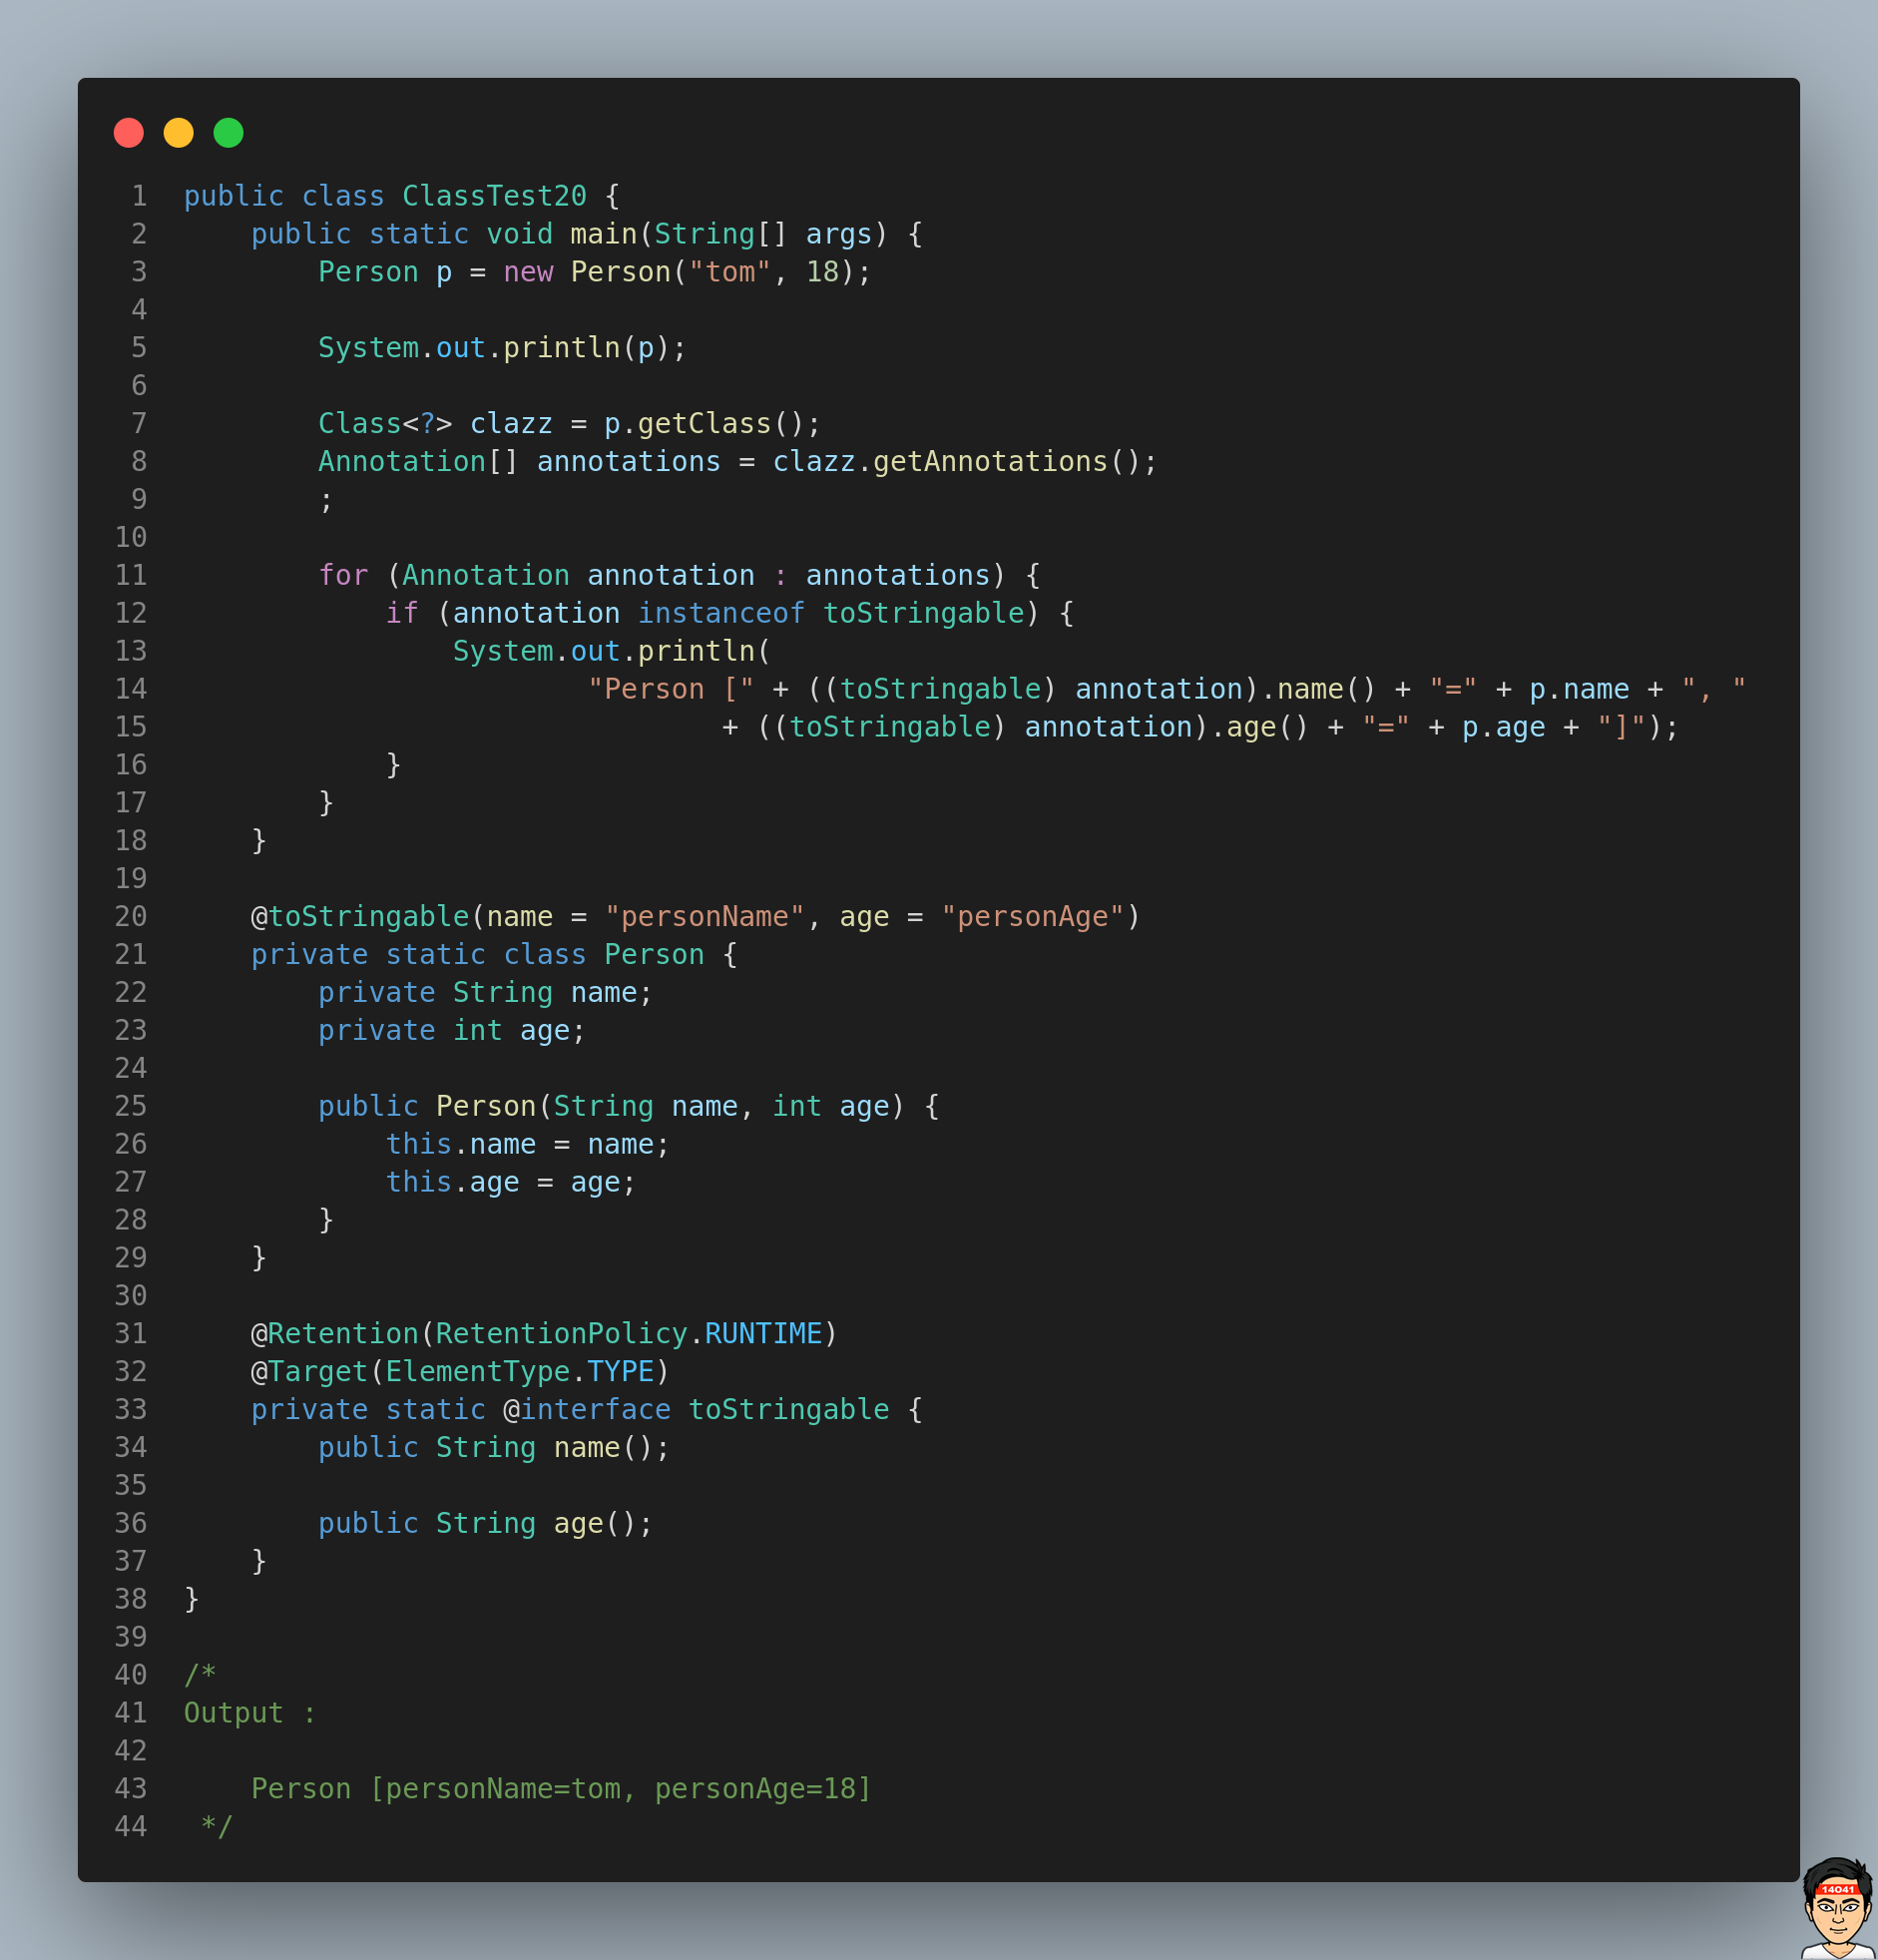 1 public class ClassTest20 {
2     public static void main(String[] args) {
3         Person p = new Person("tom", 18);
4
5         System.out.println(p);
6
7         Class<?> clazz = p.getClass();
8         Annotation[] annotations = clazz.getAnnotations();
9         ;
10
11         for (Annotation annotation : annotations) {
12             if (annotation instanceof toStringable) {
13                 System.out.println(
14                         "Person [" + ((toStringable) annotation).name() + "=" + p.name + ", "
15                                 + ((toStringable) annotation).age() + "=" + p.age + "]");
16             }
17         }
18     }
19
20     @toStringable(name = "personName", age = "personAge")
21     private static class Person {
22         private String name;
23         private int age;
24
25         public Person(String name, int age) {
26             this.name = name;
27             this.age = age;
28         }
29     }
30
31     @Retention(RetentionPolicy.RUNTIME)
32     @Target(ElementType.TYPE)
33     private static @interface toStringable {
34         public String name();
35
36         public String age();
37     }
38 }
39
40 /*
41 Output :
42
43     Person [personName=tom, personAge=18]
44  */
14041